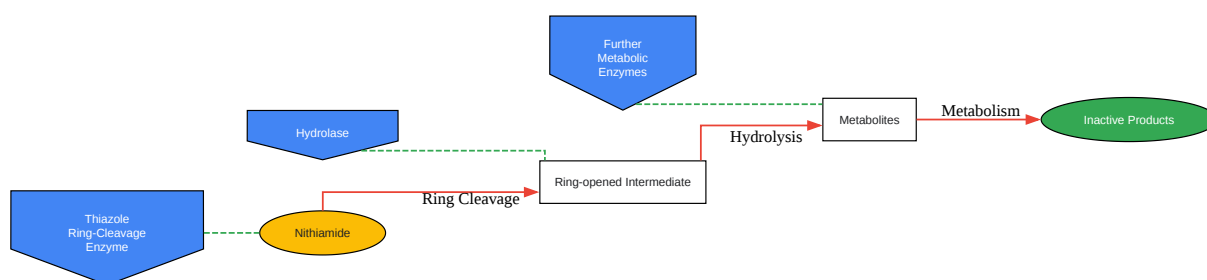 Further
Metabolic
Enzymes
Metabolites
Metabolism
Inactive Products
Hydrolase
Hydrolysis
Ring-opened Intermediate
Ring Cleavage
Thiazole
Ring-Cleavage
Enzyme
Nithiamide